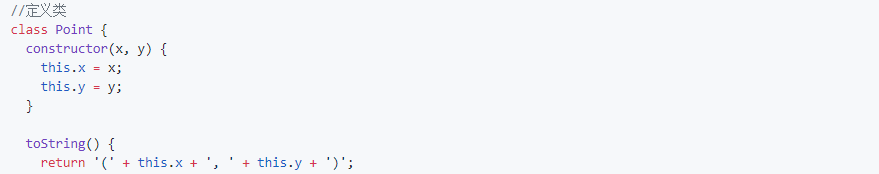 //定义类
class Point {
  constructor(x, y) {
    this.x = x;
    this.y = y;
  }

  toString() {
    return '(' + this.x + ', ' + this.y + ')';